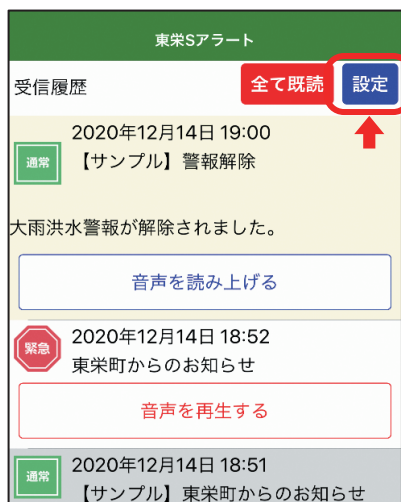 東栄Sアラート
受信履歴 全て既読 設定
2020年12月14日 19:00
通常 【サンプル】警報解除
大雨洪水警報が解除されました。
音声を読み上げる
2020年12月14日 18:52
緊急 東栄町からのお知らせ
音声を再生する
2020年12月14日 18:51
通常 【サンプル】東栄町からのお知らせ